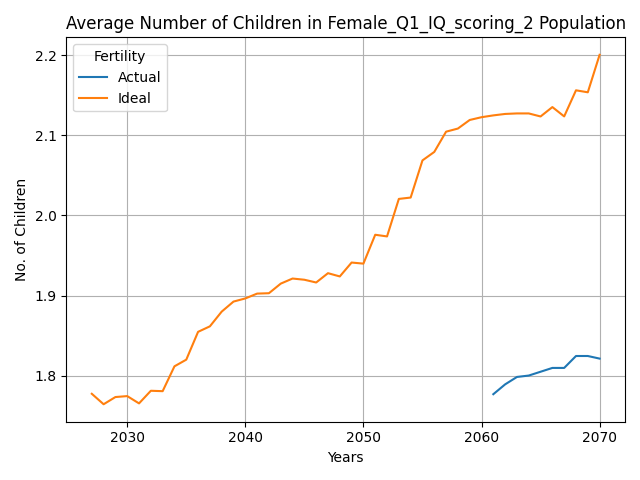 Average Number of Children in Female_Q1_IQ_scoring_2 Population
Fertility
Actual
Ideal
No. of Children
2.2
2.1
2.0
1.9
1.8
2030 2040 2050 2060 2070
Years